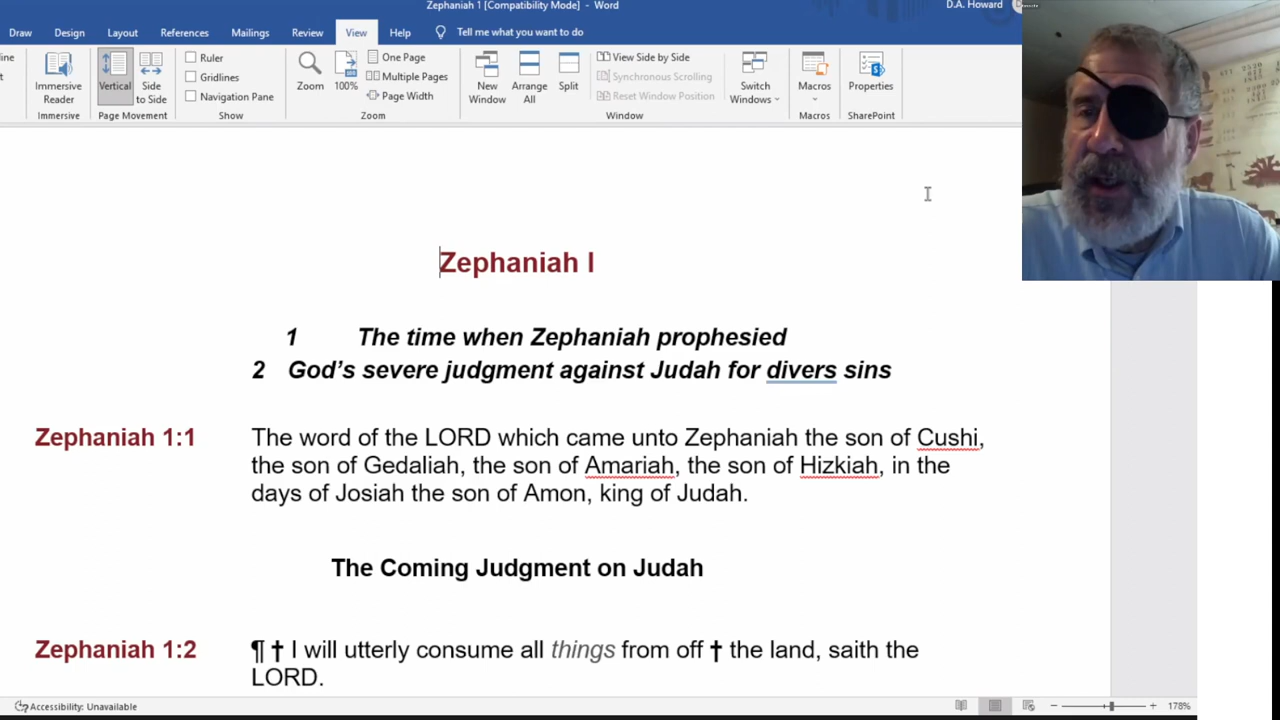 Zephaniah 1 [Compatibility Mode] - Word
D.A. Howard
Draw Design Layout References Mailings Review View Help Tell me what you want to do
Immersive Reader
Immersive
Vertical
Side to Side
Page Movement
Ruler
Gridlines
Navigation Pane
Show
Zoom
100%
One Page
Multiple Pages
Page Width
Zoom
New Window
Arrange All
Split
View Side by Side
Synchronous Scrolling
Reset Window Position
Window
Switch Windows
Macros
Macros
Properties
SharePoint
Zephaniah I
1 The time when Zephaniah prophesied
2 God's severe judgment against Judah for divers sins
Zephaniah 1:1 The word of the LORD which came unto Zephaniah the son of Cushi,
the son of Gedaliah, the son of Amariah, the son of Hizkiah, in the
days of Josiah the son of Amon, king of Judah.
The Coming Judgment on Judah
Zephaniah 1:2 ¶ † I will utterly consume all things from off † the land, saith the
LORD.
Accessibility: Unavailable
178%